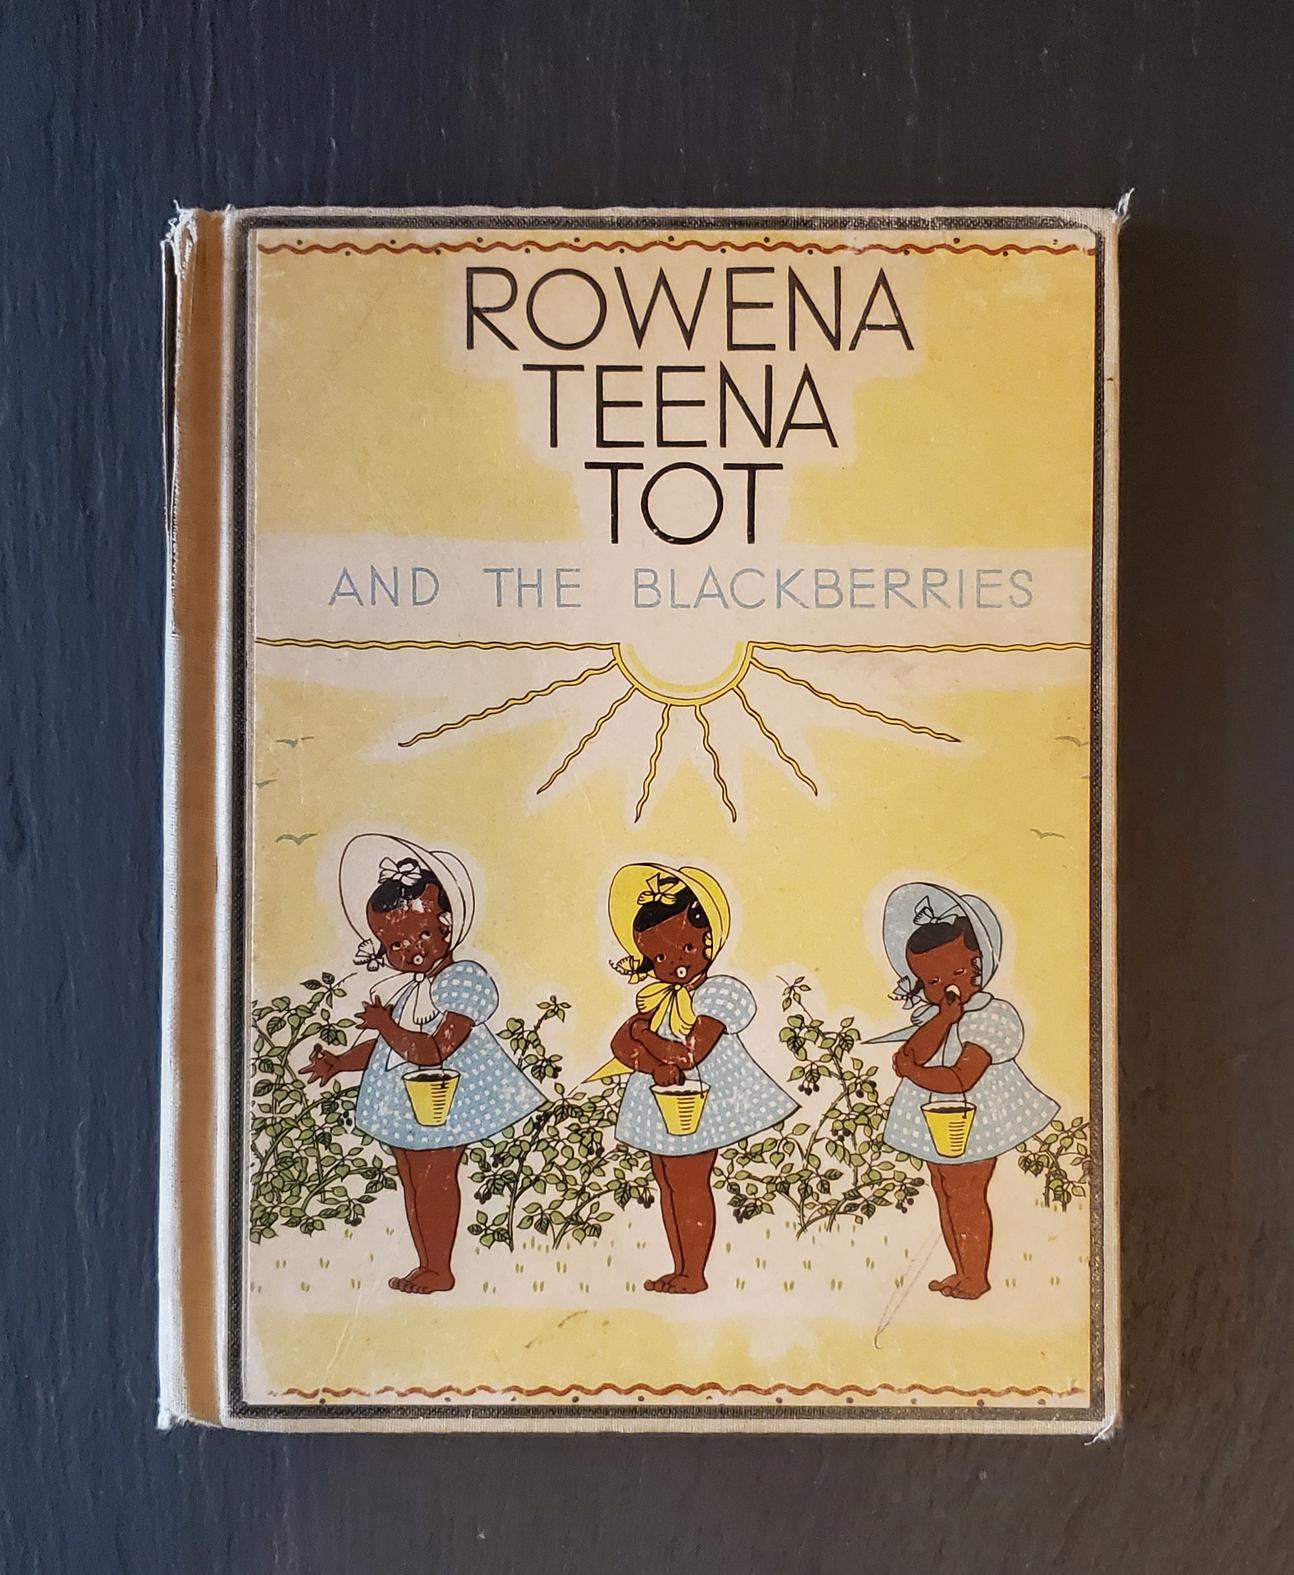 ROWENA
TEENA
TOT
AND THE BLACKBERRIES